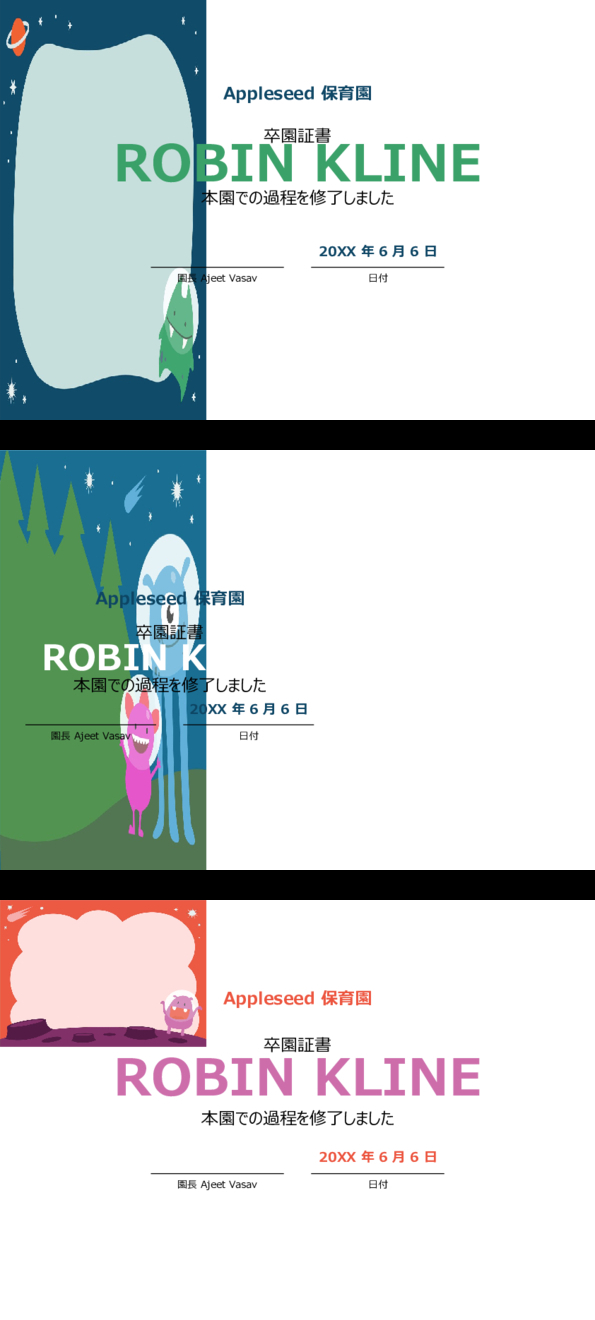 Appleseed 保育園
卒園証書
ROBIN KLINE
本園での過程を修了しました
20XX 年 6 月 6 日
園長 Ajeet Vasav
日付
Appleseed 保育園
卒園証書
ROBIN K
本園での過程を修了しました
20XX 年 6 月 6 日
園長 Ajeet Vasav
日付
Appleseed 保育園
卒園証書
ROBIN KLINE
本園での過程を修了しました
20XX 年 6 月 6 日
園長 Ajeet Vasav
日付